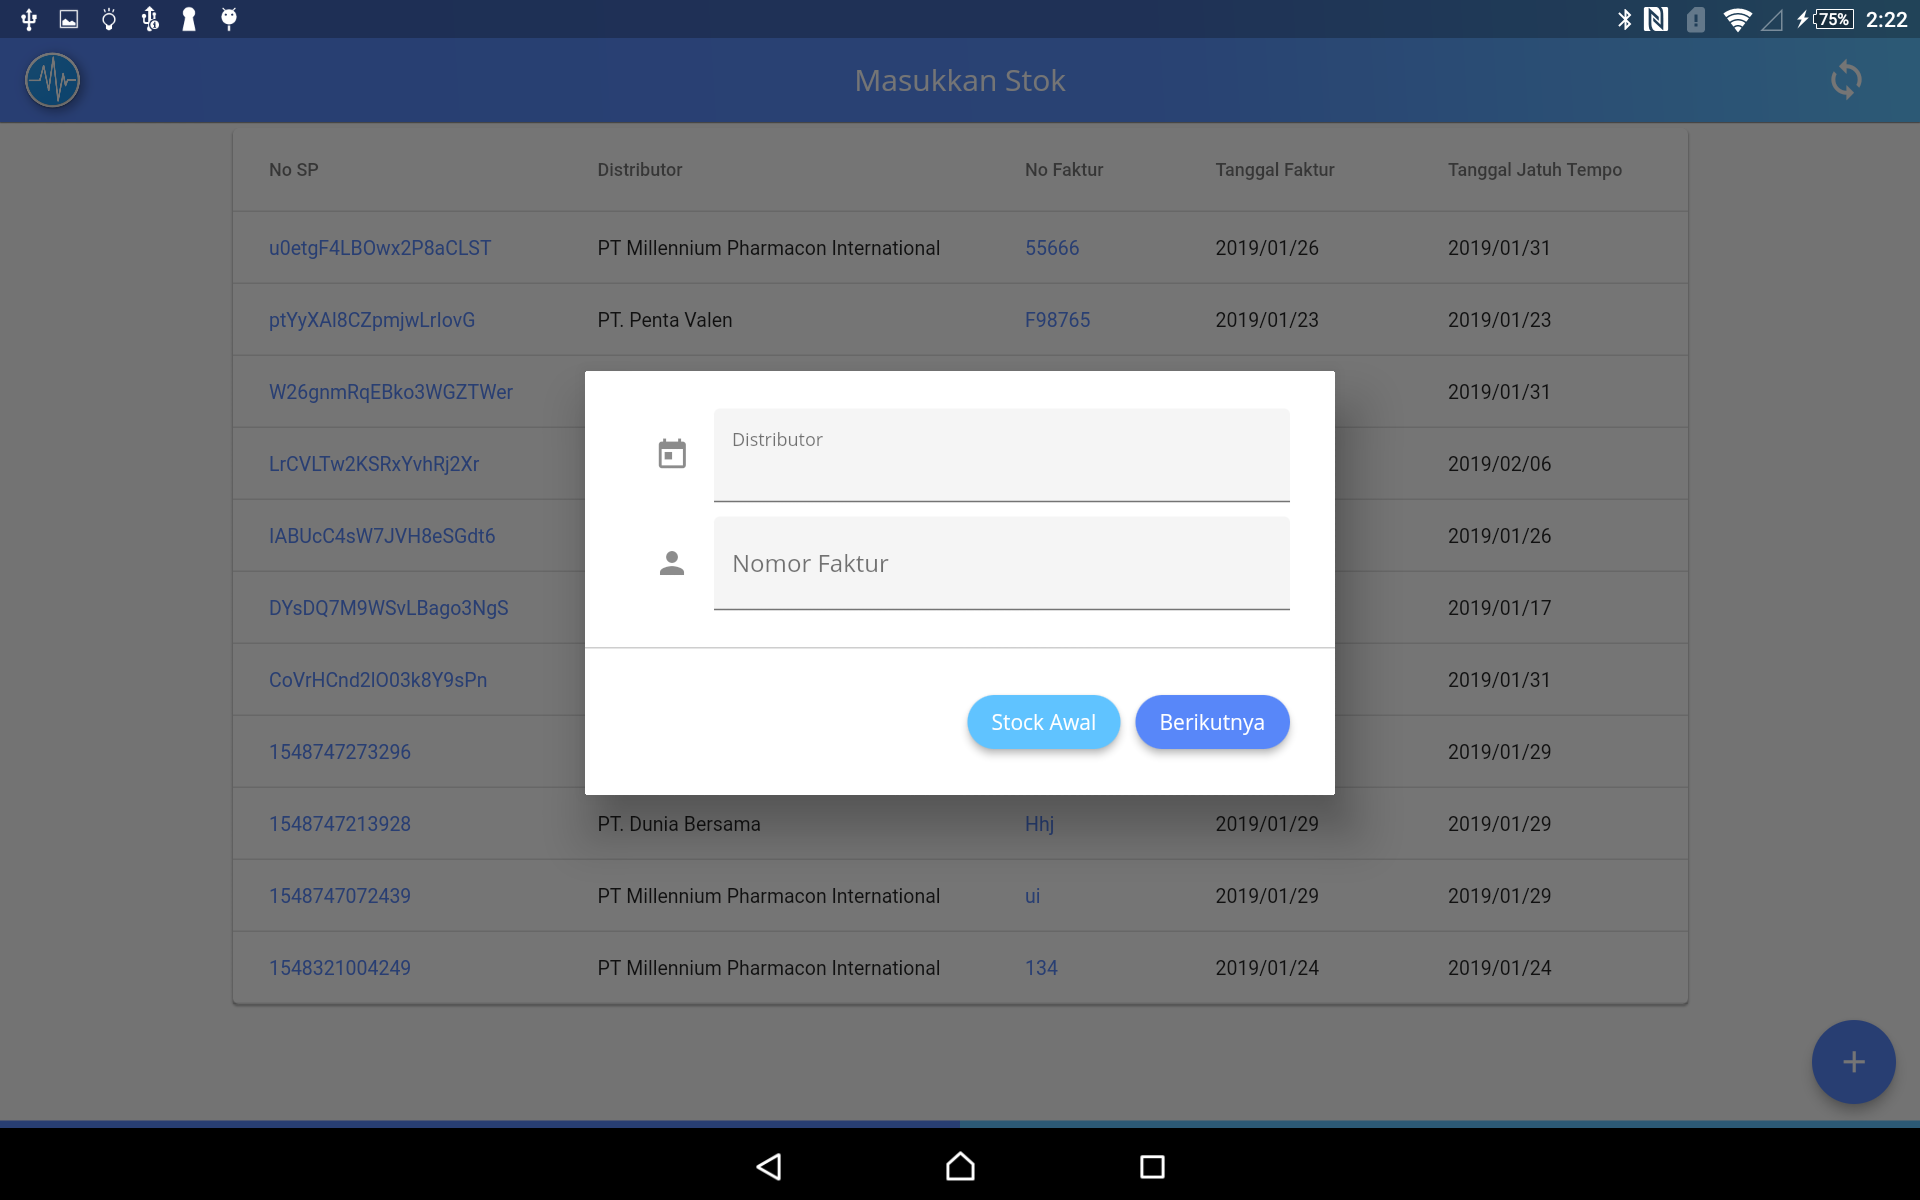 75% 2:22
Masukkan Stok
No SP Distributor No Faktur Tanggal Faktur Tanggal Jatuh Tempo
u0etgF4LBOwx2P8aCLST PT Millennium Pharmacon International 55666 2019/01/26 2019/01/31
ptYyXAl8CZpmjwLrlovG PT. Penta Valen F98765 2019/01/23 2019/01/23
W26gnmRqEBko3WGZTWer 2019/01/31
Distributor
LrCVLTw2KSRxYvhRj2Xr 2019/02/06
IABUcC4sW7JVH8eSGdt6 2019/01/26
Nomor Faktur
DYsDQ7M9WSvLBago3NgS 2019/01/17
CoVrHCnd2lO03k8Y9sPn 2019/01/31
Stock Awal Berikutnya
1548747273296 2019/01/29
1548747213928 PT. Dunia Bersama Hhj 2019/01/29 2019/01/29
1548747072439 PT Millennium Pharmacon International ui 2019/01/29 2019/01/29
1548321004249 PT Millennium Pharmacon International 134 2019/01/24 2019/01/24